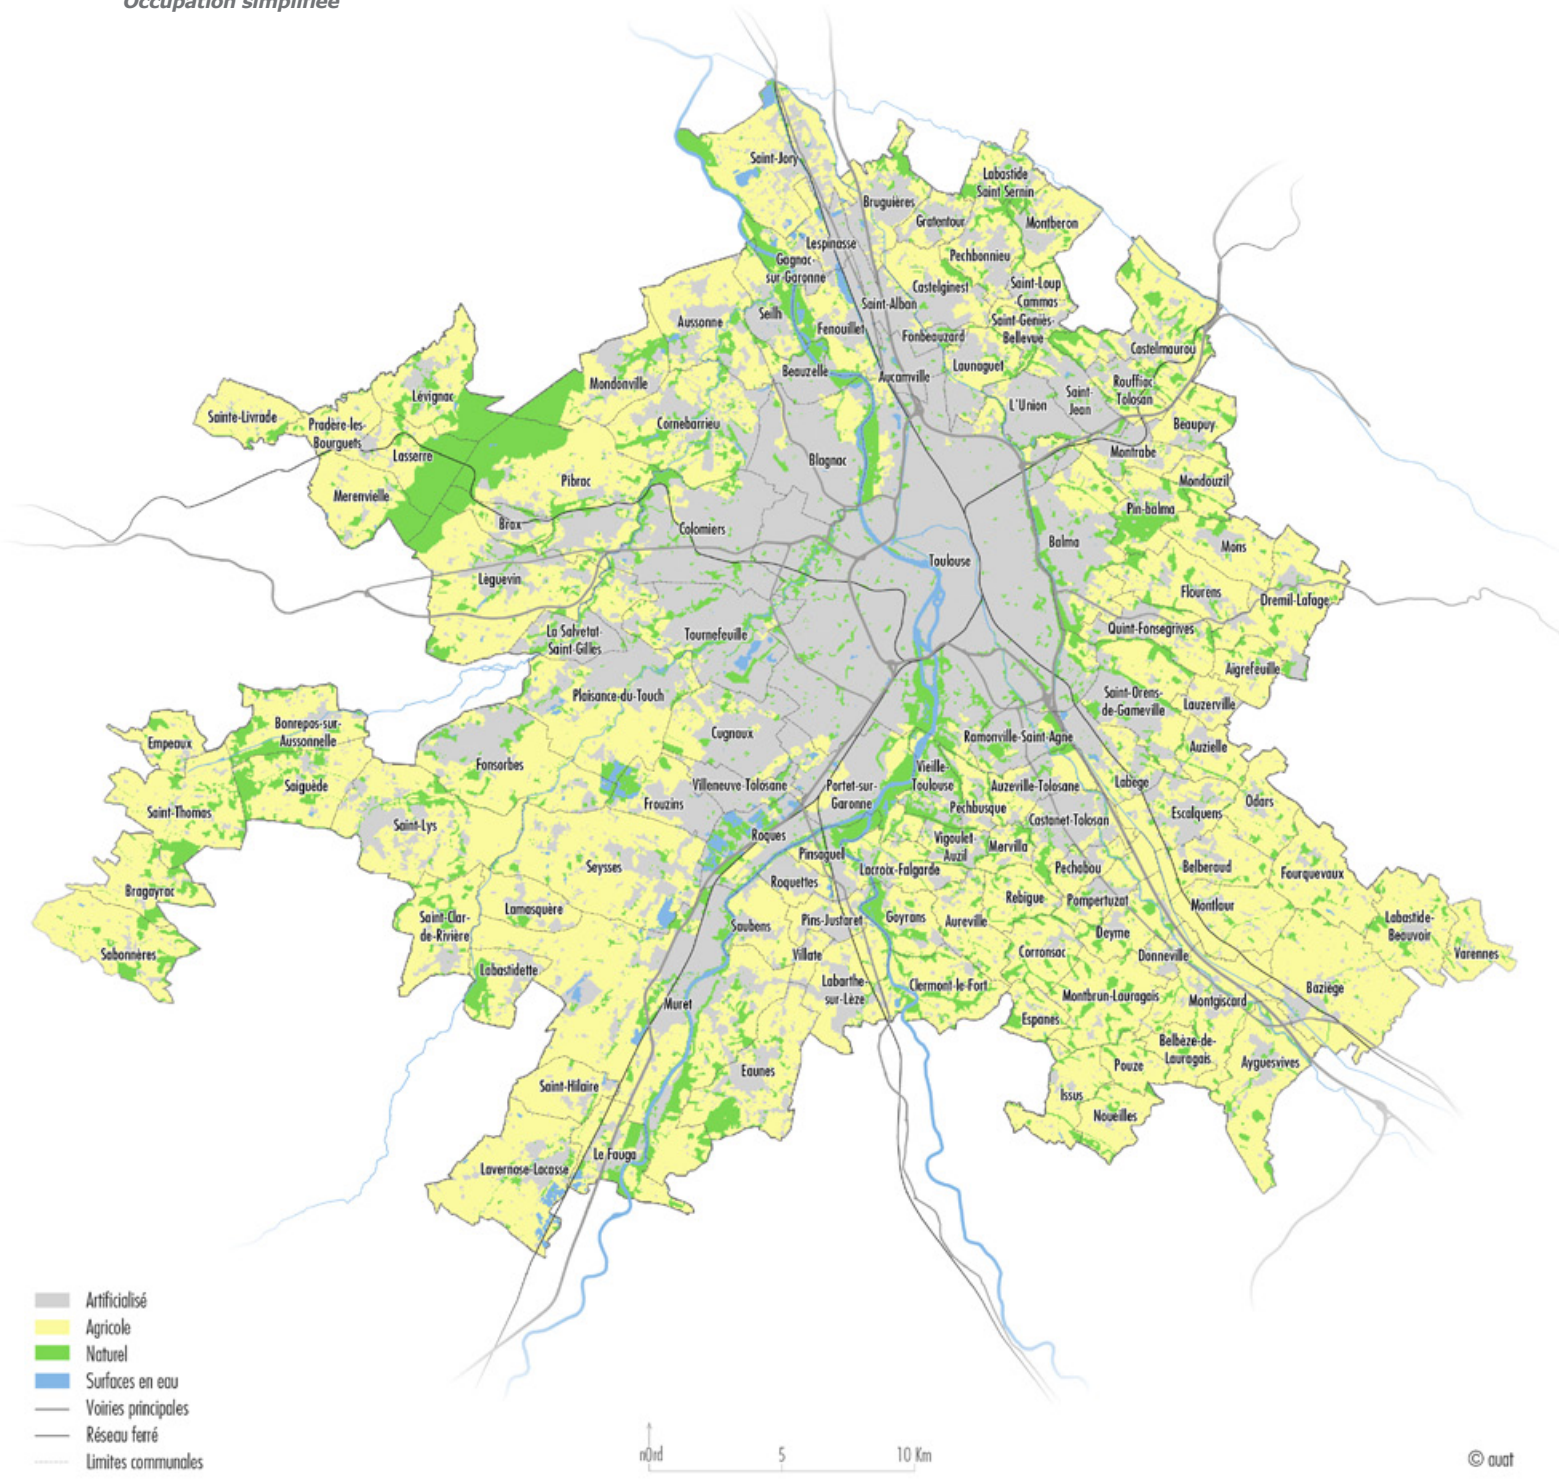 Occupation simplifiée
Saint-Jory
Labastide
Saint Sernin
Bruguières
Gratentour
Montberon
Lespinasse
Pechbonnieu
Gagnac-
sur-Garonne
Castelginest
Saint-Loup
Cammas
Saint-Alban
Seilh
Aussonne
Fenouillet
Saint-Geniès-
Bellevue
Fonbeauzard
Castelmaurou
Launaguet
Beauzelle
Aucamville
Mondonville
Rouffiac
Tolosan
Saint-
Jean
L'Union
Lévignac
Sainte-Livrade
Pradère-les-
Bourguets
Cornebarrieu
Beaupuy
Montrabe
Lasserre
Blagnac
Pibrac
Mondouzil
Merenvielle
Pin-balma
Brax
Colomiers
Balma
Mons
Toulouse
Lèguevin
Flourens
Dremil-Lafage
La Salvetat-
Saint-Gilles
Tournefeuille
Quint-Fonsegrives
Aigrefeuille
Plaisance-du-Touch
Saint-Orens-
de-Gameville
Lauzerville
Bonrepos-sur-
Aussonnelle
Empeaux
Cugnaux
Ramonville-Saint-Agne
Auzielle
Fonsorbes
Vieille-
Toulouse
Saiguède
Villeneuve-Tolosane
Portet-sur-
Garonne
Auzeville-Tolosane
Labège
Frouzins
Pechbusque
Odars
Saint-Thomas
Saint-Lys
Castanet-Tolosan
Escalquens
Roques
Vigoulet-
Auzil
Mervilla
Pinsaguel
Seysses
Lacroix-Falgarde
Pechabou
Belberaud
Fourquevaux
Bragayrac
Roquettes
Rebigue
Pompertuzat
Montlaur
Lamasquère
Saint-Clar-
de-Rivière
Saubens
Pins-Justaret
Goyrans
Aureville
Labastide-
Beauvoir
Deyme
Sabonnères
Villate
Corronsac
Donneville
Varennes
Labastidette
Labarthe-
sur-Lèze
Clermont-le-Fort
Muret
Montbrun-Lauragais
Montgiscard
Baziège
Espanes
Belbèze-de-
Lauragais
Pouze
Ayguesvives
Eaunes
Saint-Hilaire
Issus
Noueilles
Le Fauga
Lavernose-Lacasse
Artificialisé
Agricole
Naturel
Surfaces en eau
Voiries principales
Réseau ferré
Limites communales
nOrd 5 10 Km
© auat